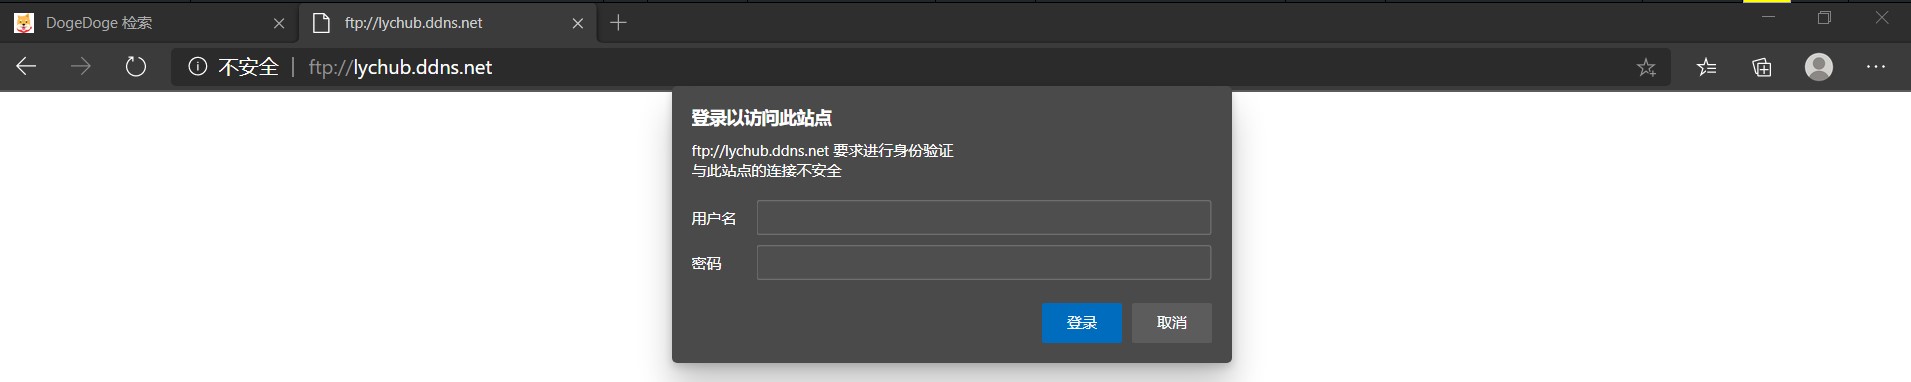 DogeDoge 检索
ftp://lychub.ddns.net
不安全 | ftp://lychub.ddns.net
登录以访问此站点
ftp://lychub.ddns.net 要求进行身份验证
与此站点的连接不安全
用户名
密码
登录
取消